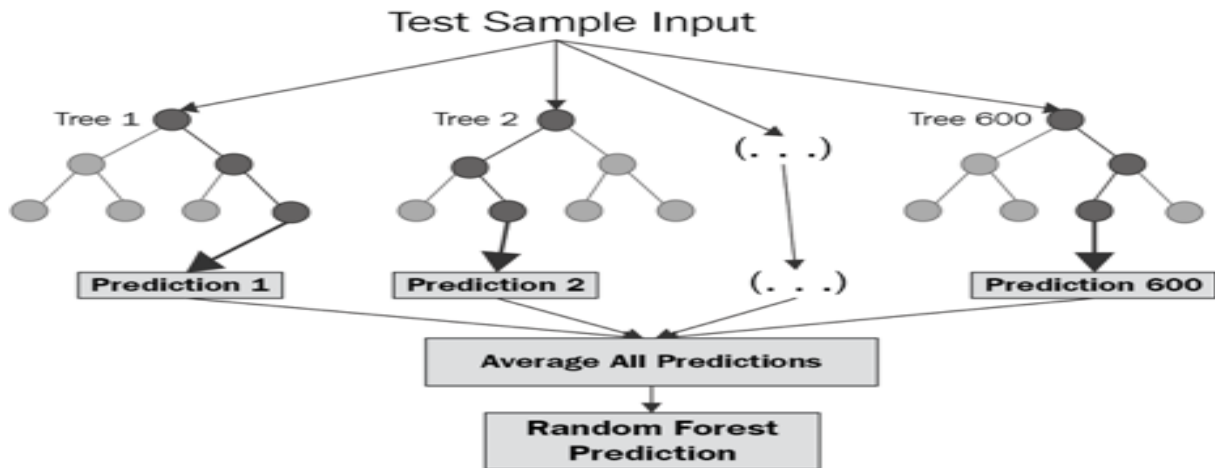 Test Sample Input
Tree 1
Tree 2
(. . .)
Tree 600
Prediction 1
Prediction 2
(. . .)
Prediction 600
Average All Predictions
Random Forest
Prediction